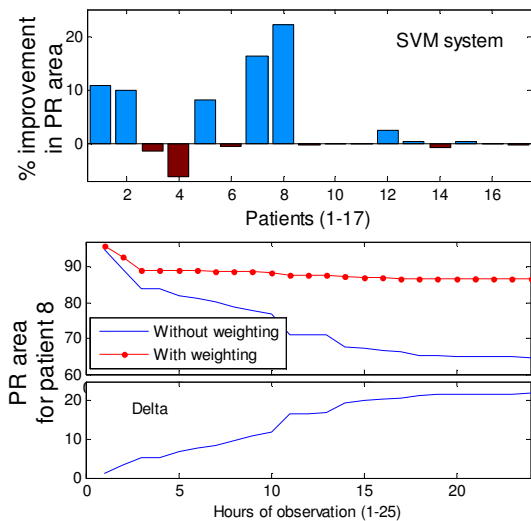 % improvement
in PR area
20
10
0
SVM system
2 4 6 8 10 12 14 16
Patients (1-17)
PR area
for patient 8
90
80
70
60
Without weighting
With weighting
20
10
0
Delta
0 5 10 15 20
Hours of observation (1-25)